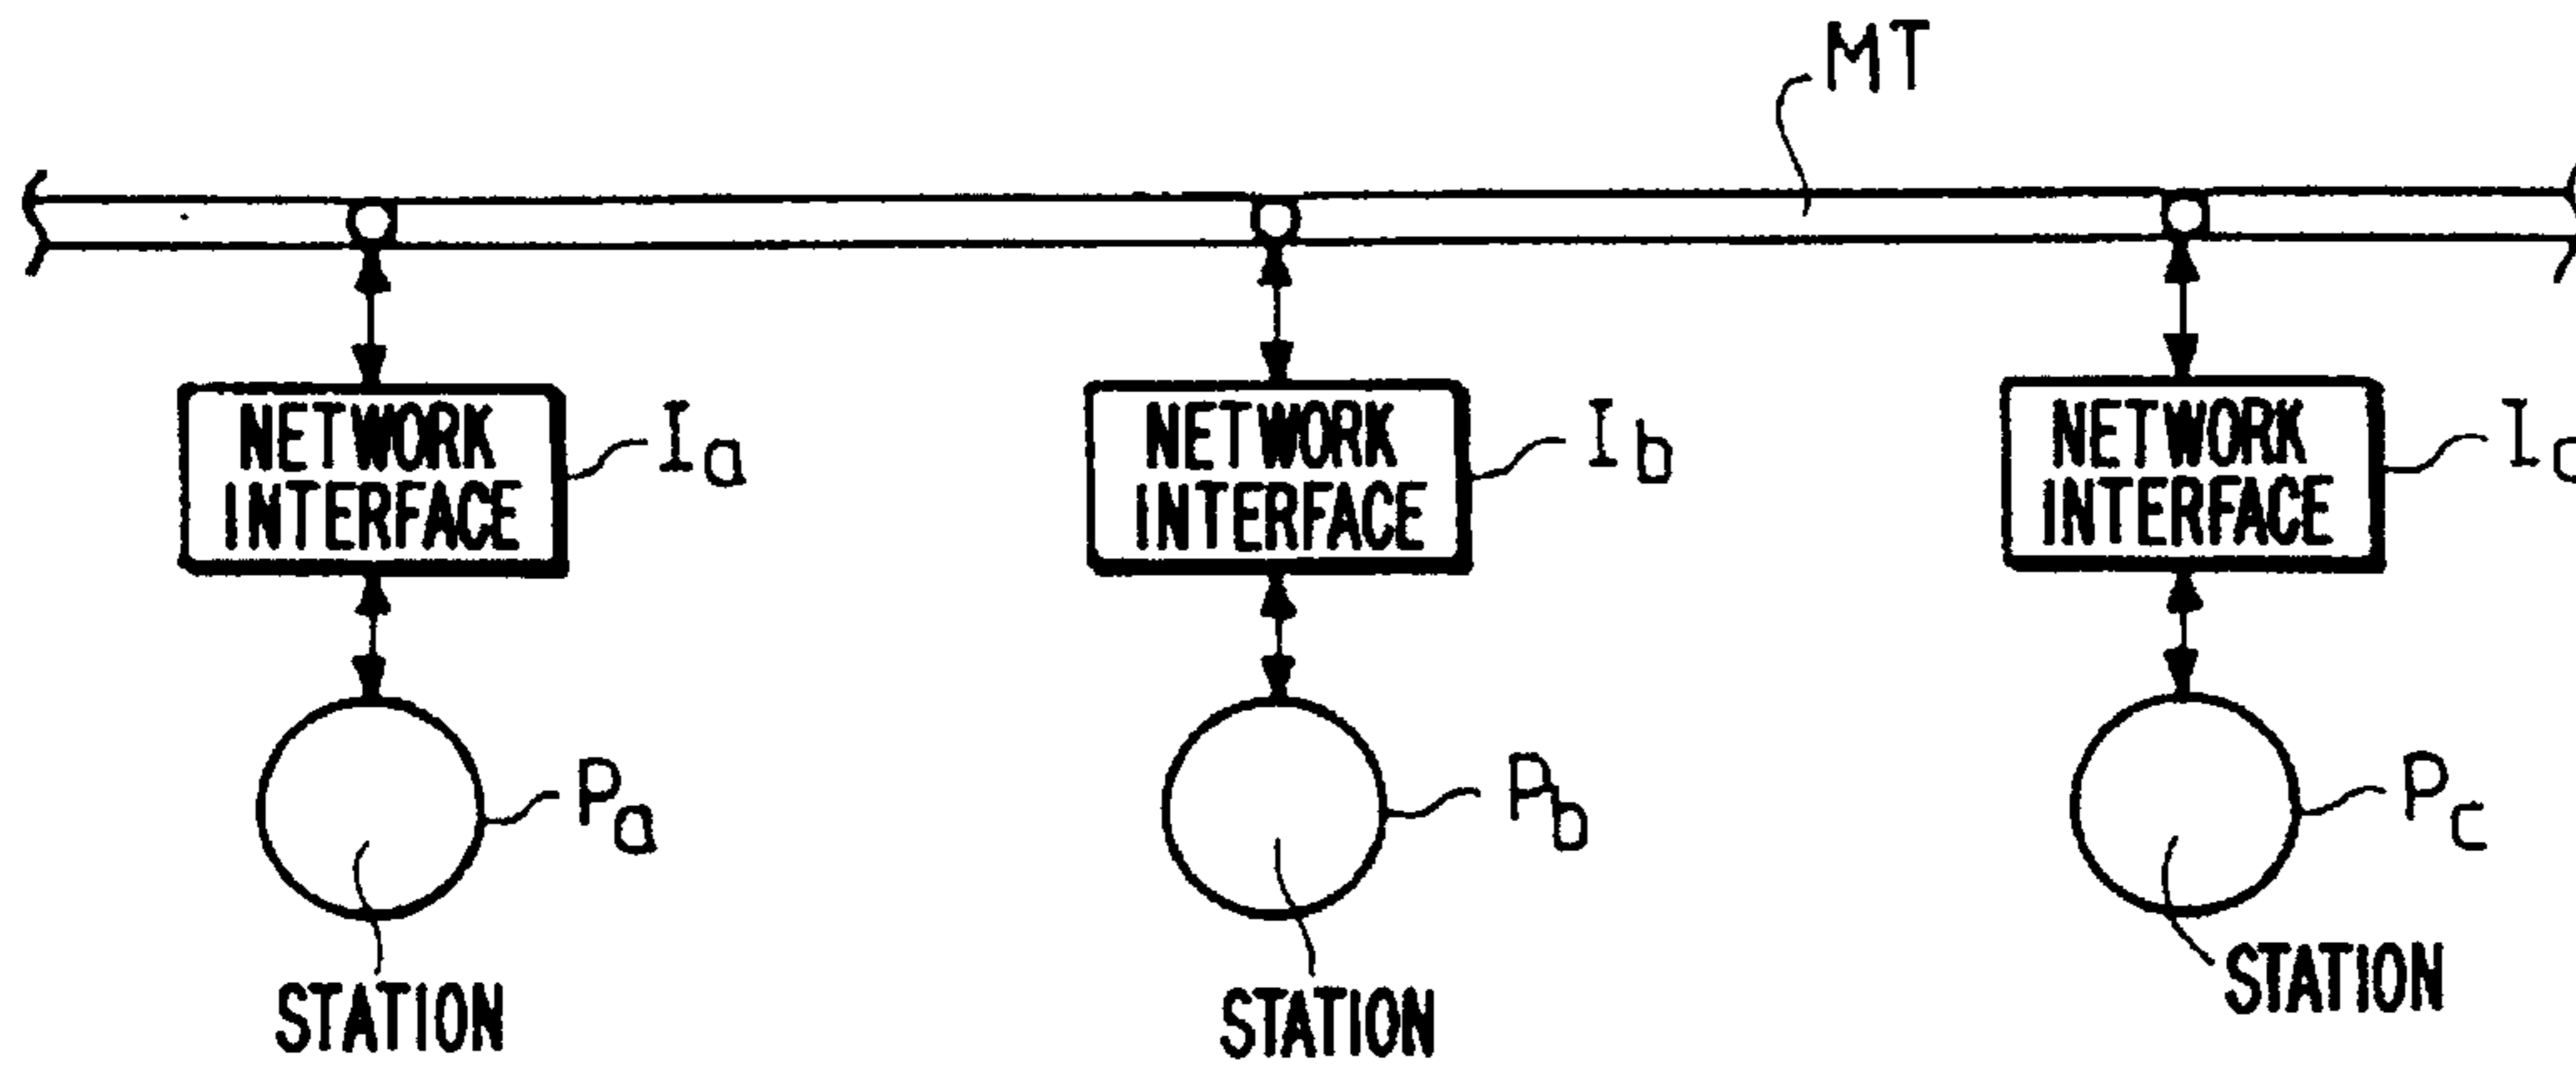 MT
NETWORK
INTERFACE
Ia
NETWORK
INTERFACE
Ib
NETWORK
INTERFACE
I
Pa
Pb
Pc
STATION
STATION
STATION